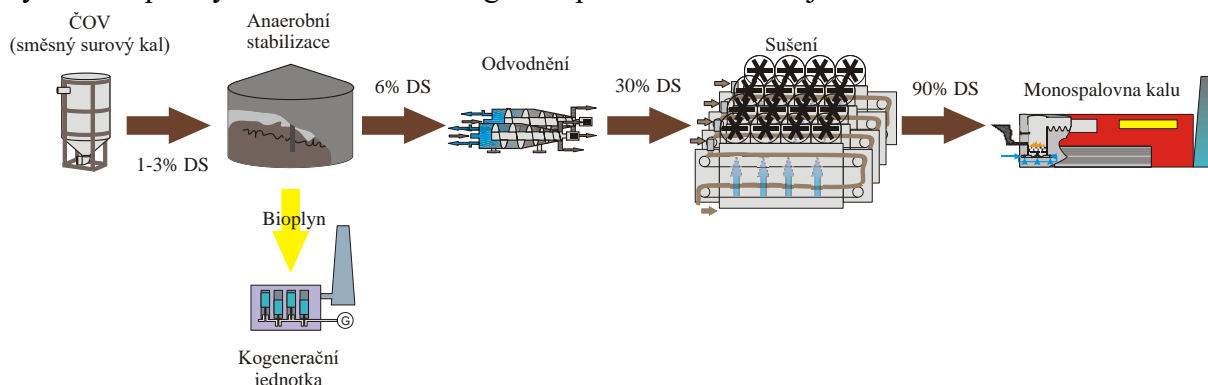 ČOV
(směsný surový kal)
1-3% DS
Anaerobní
stabilizace
6% DS
Odvodnění
30% DS
Sušení
90% DS
Monospalovna kalu
Bioplyn
G
Kogenerační
jednotka